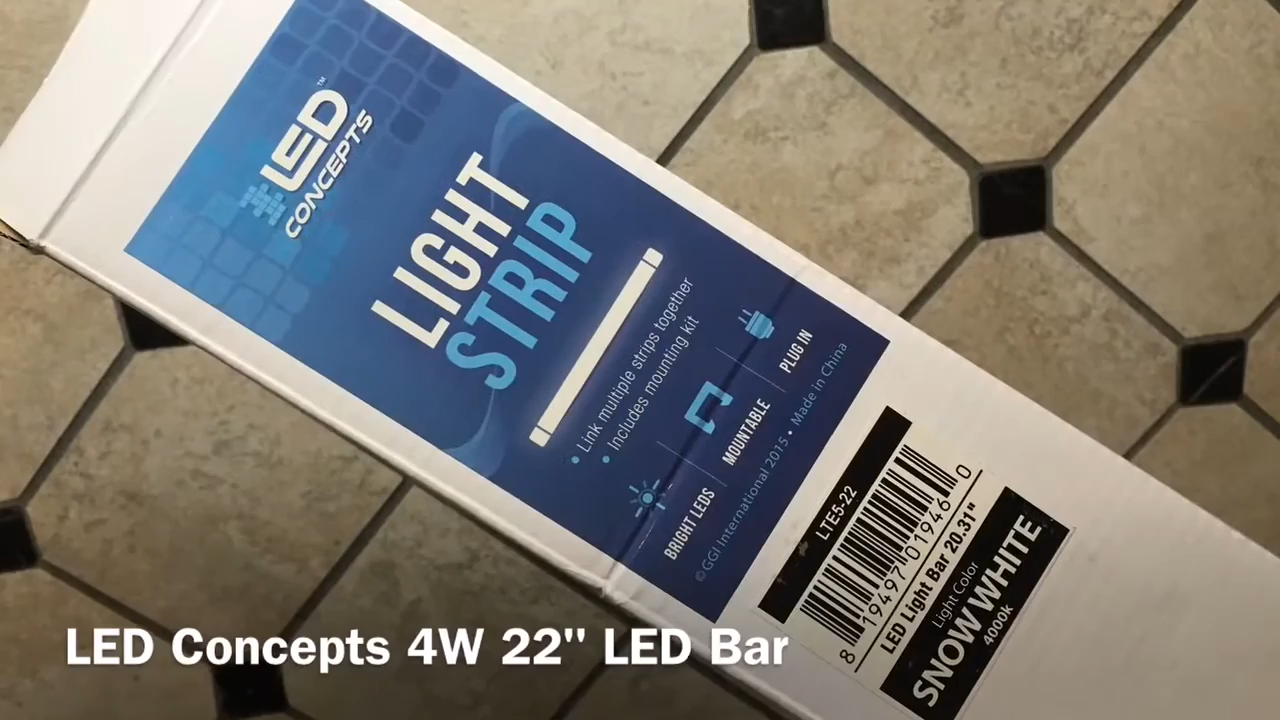 LED™
CONCEPTS
LIGHT
STRIP
• Link multiple strips together
• Includes mounting kit
BRIGHT LEDS
MOUNTABLE
PLUG IN
© GGI International 2015 • Made in China
LTE5-22
8 19497 01946 0
LED Light Bar 20.31"
Light Color
SNOW WHITE
4000k
LED Concepts 4W 22" LED Bar